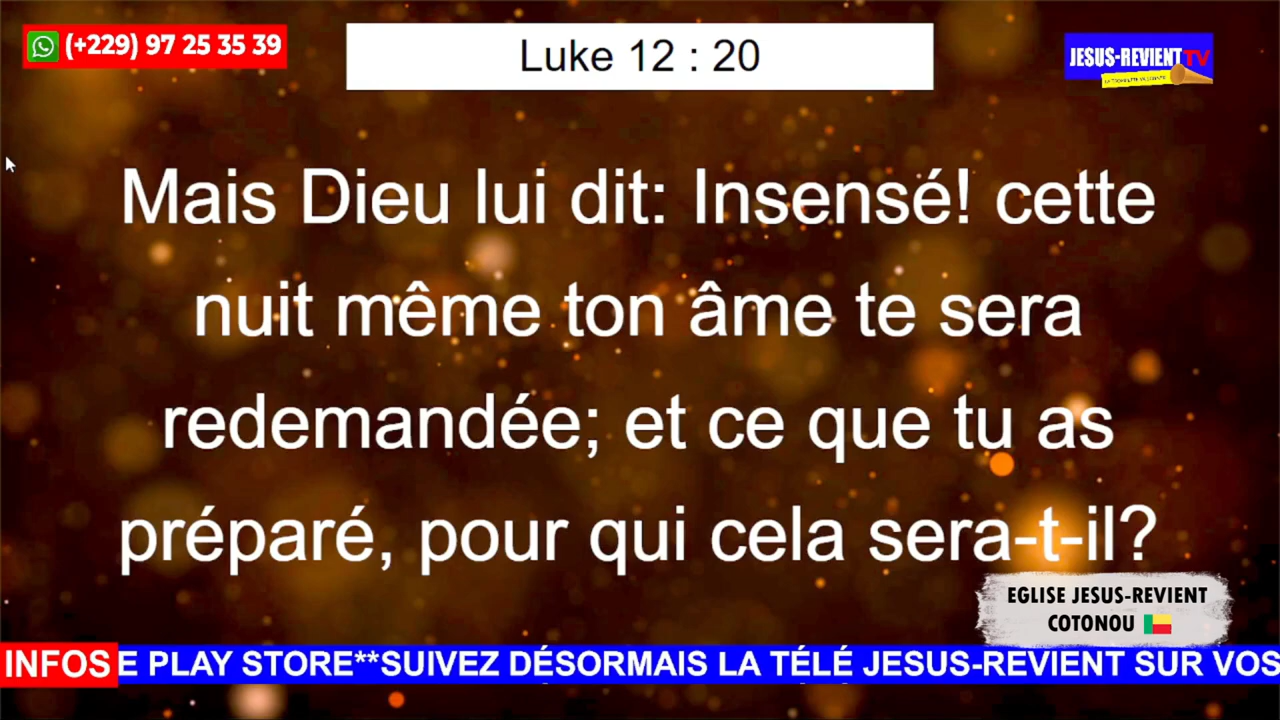 (+229) 97 25 35 39
Luke 12 : 20
JESUS-REVIENT TV
Mais Dieu lui dit: Insensé! cette
nuit même ton âme te sera
redemandée; et ce que tu as
préparé, pour qui cela sera-t-il?
EGLISE JESUS-REVIENT
COTONOU
INFOS E PLAY STORE**SUIVEZ DÉSORMAIS LA TÉLÉ JESUS-REVIENT SUR VOS